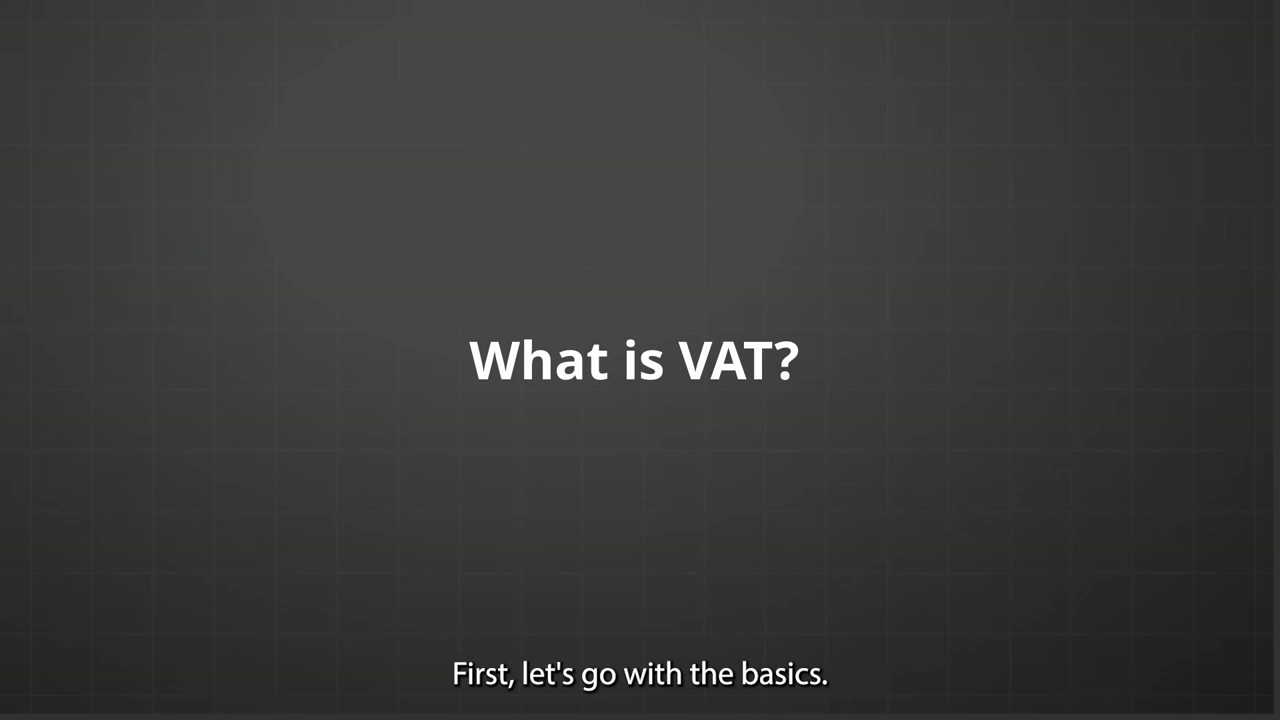 What is VAT?
First, let's go with the basics.